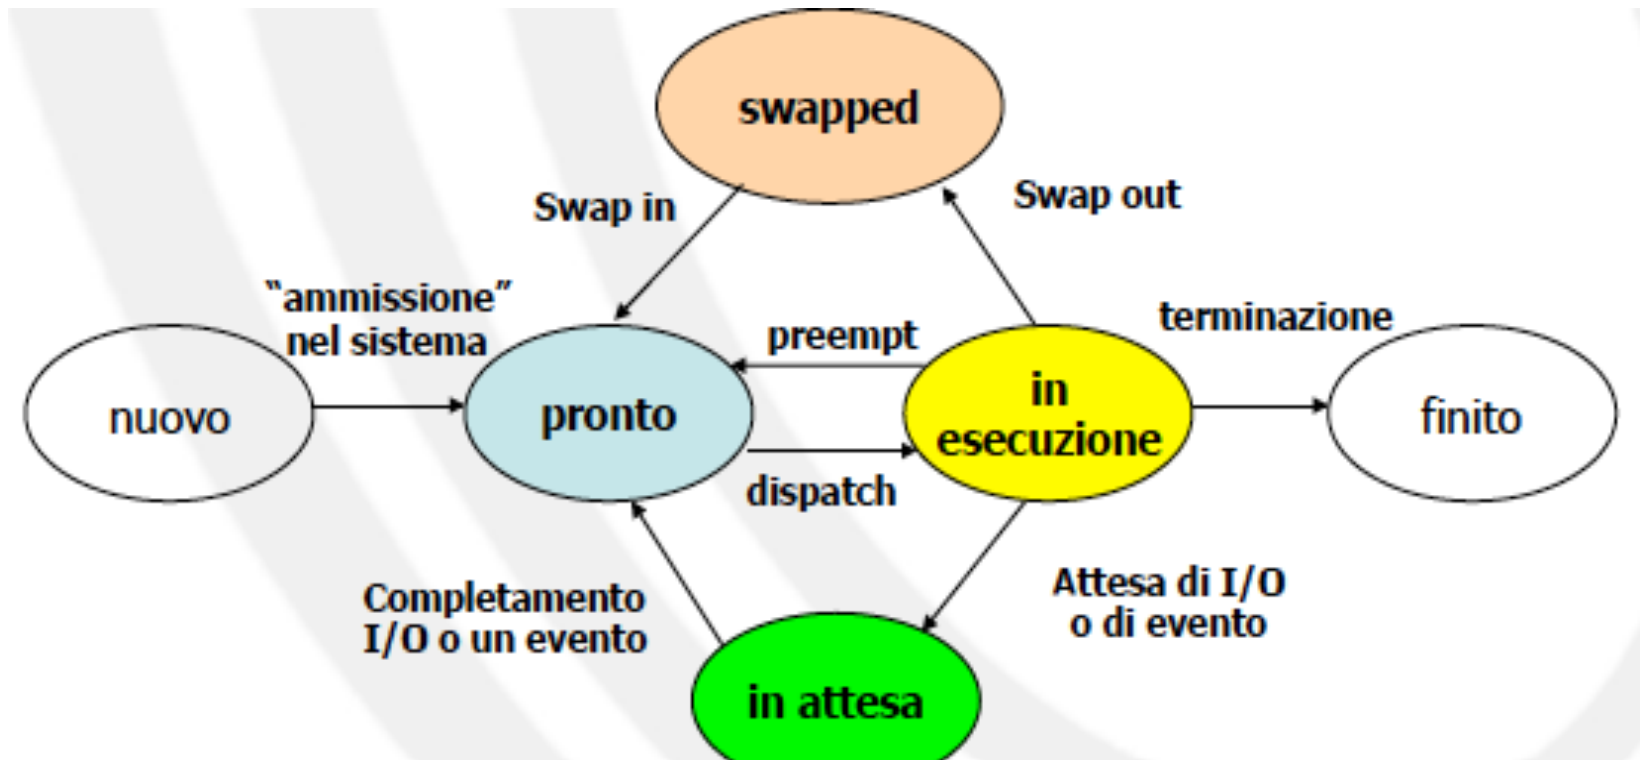 swapped
Swap in
Swap out
“ammissione”
nel sistema
preempt
terminazione
nuovo
pronto
in
esecuzione
finito
dispatch
Completamento
I/O o un evento
Attesa di I/O
o di evento
in attesa